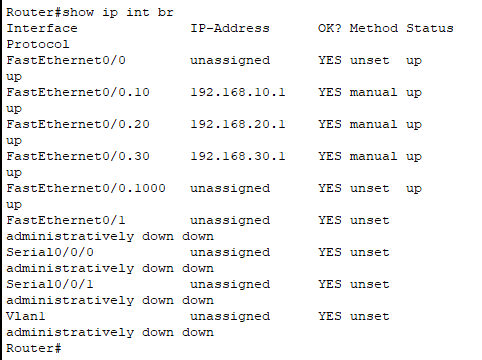 Router#show ip int br
Interface IP-Address OK? Method Status
Protocol
FastEthernet0/0 unassigned YES unset up
up
FastEthernet0/0.10 192.168.10.1 YES manual up
up
FastEthernet0/0.20 192.168.20.1 YES manual up
up
FastEthernet0/0.30 192.168.30.1 YES manual up
up
FastEthernet0/0.1000 unassigned YES unset up
up
FastEthernet0/1 unassigned YES unset
administratively down down
Serial0/0/0 unassigned YES unset
administratively down down
Serial0/0/1 unassigned YES unset
administratively down down
Vlan1 unassigned YES unset
administratively down down
Router#